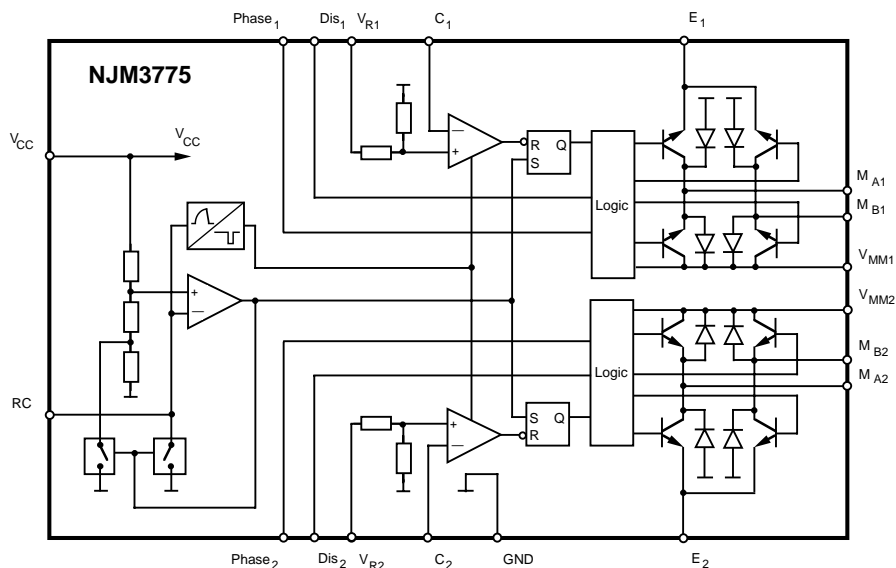 Phase1 Dis1 VR1 C1 E1
NJM3775
VCC VCC
R Q
S
Logic
MA1
MB1
VMM1
VMM2
MB2
MA2
Logic
RC
S Q
R
+
−
+
−
+
−
Phase2 Dis2 VR2 C2 GND E2